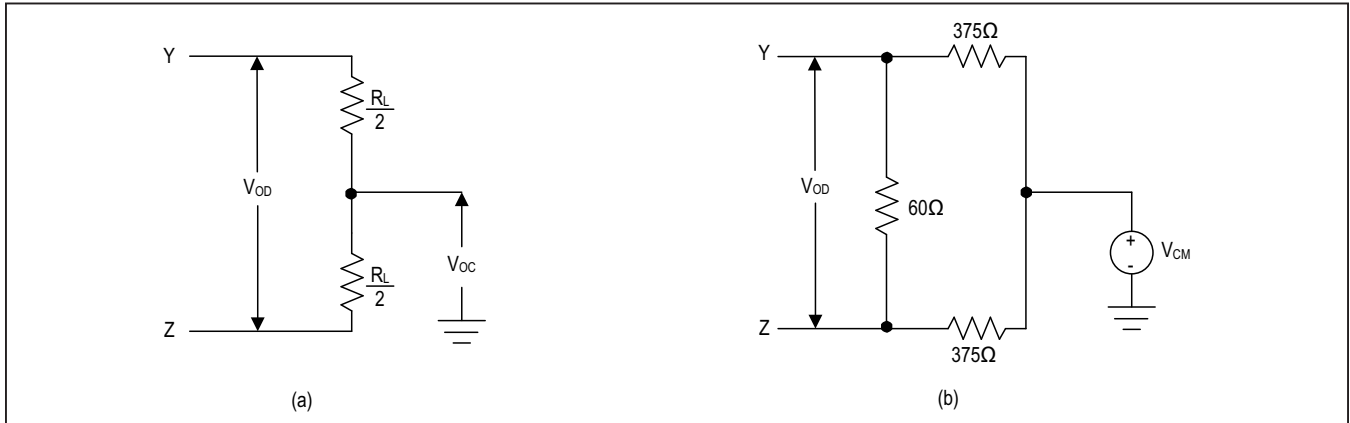 Y
V_OD
R_L
2
R_L
2
V_OC
Z
(a)
375Ω
Y
V_OD
60Ω
+
-
V_CM
Z
375Ω
(b)